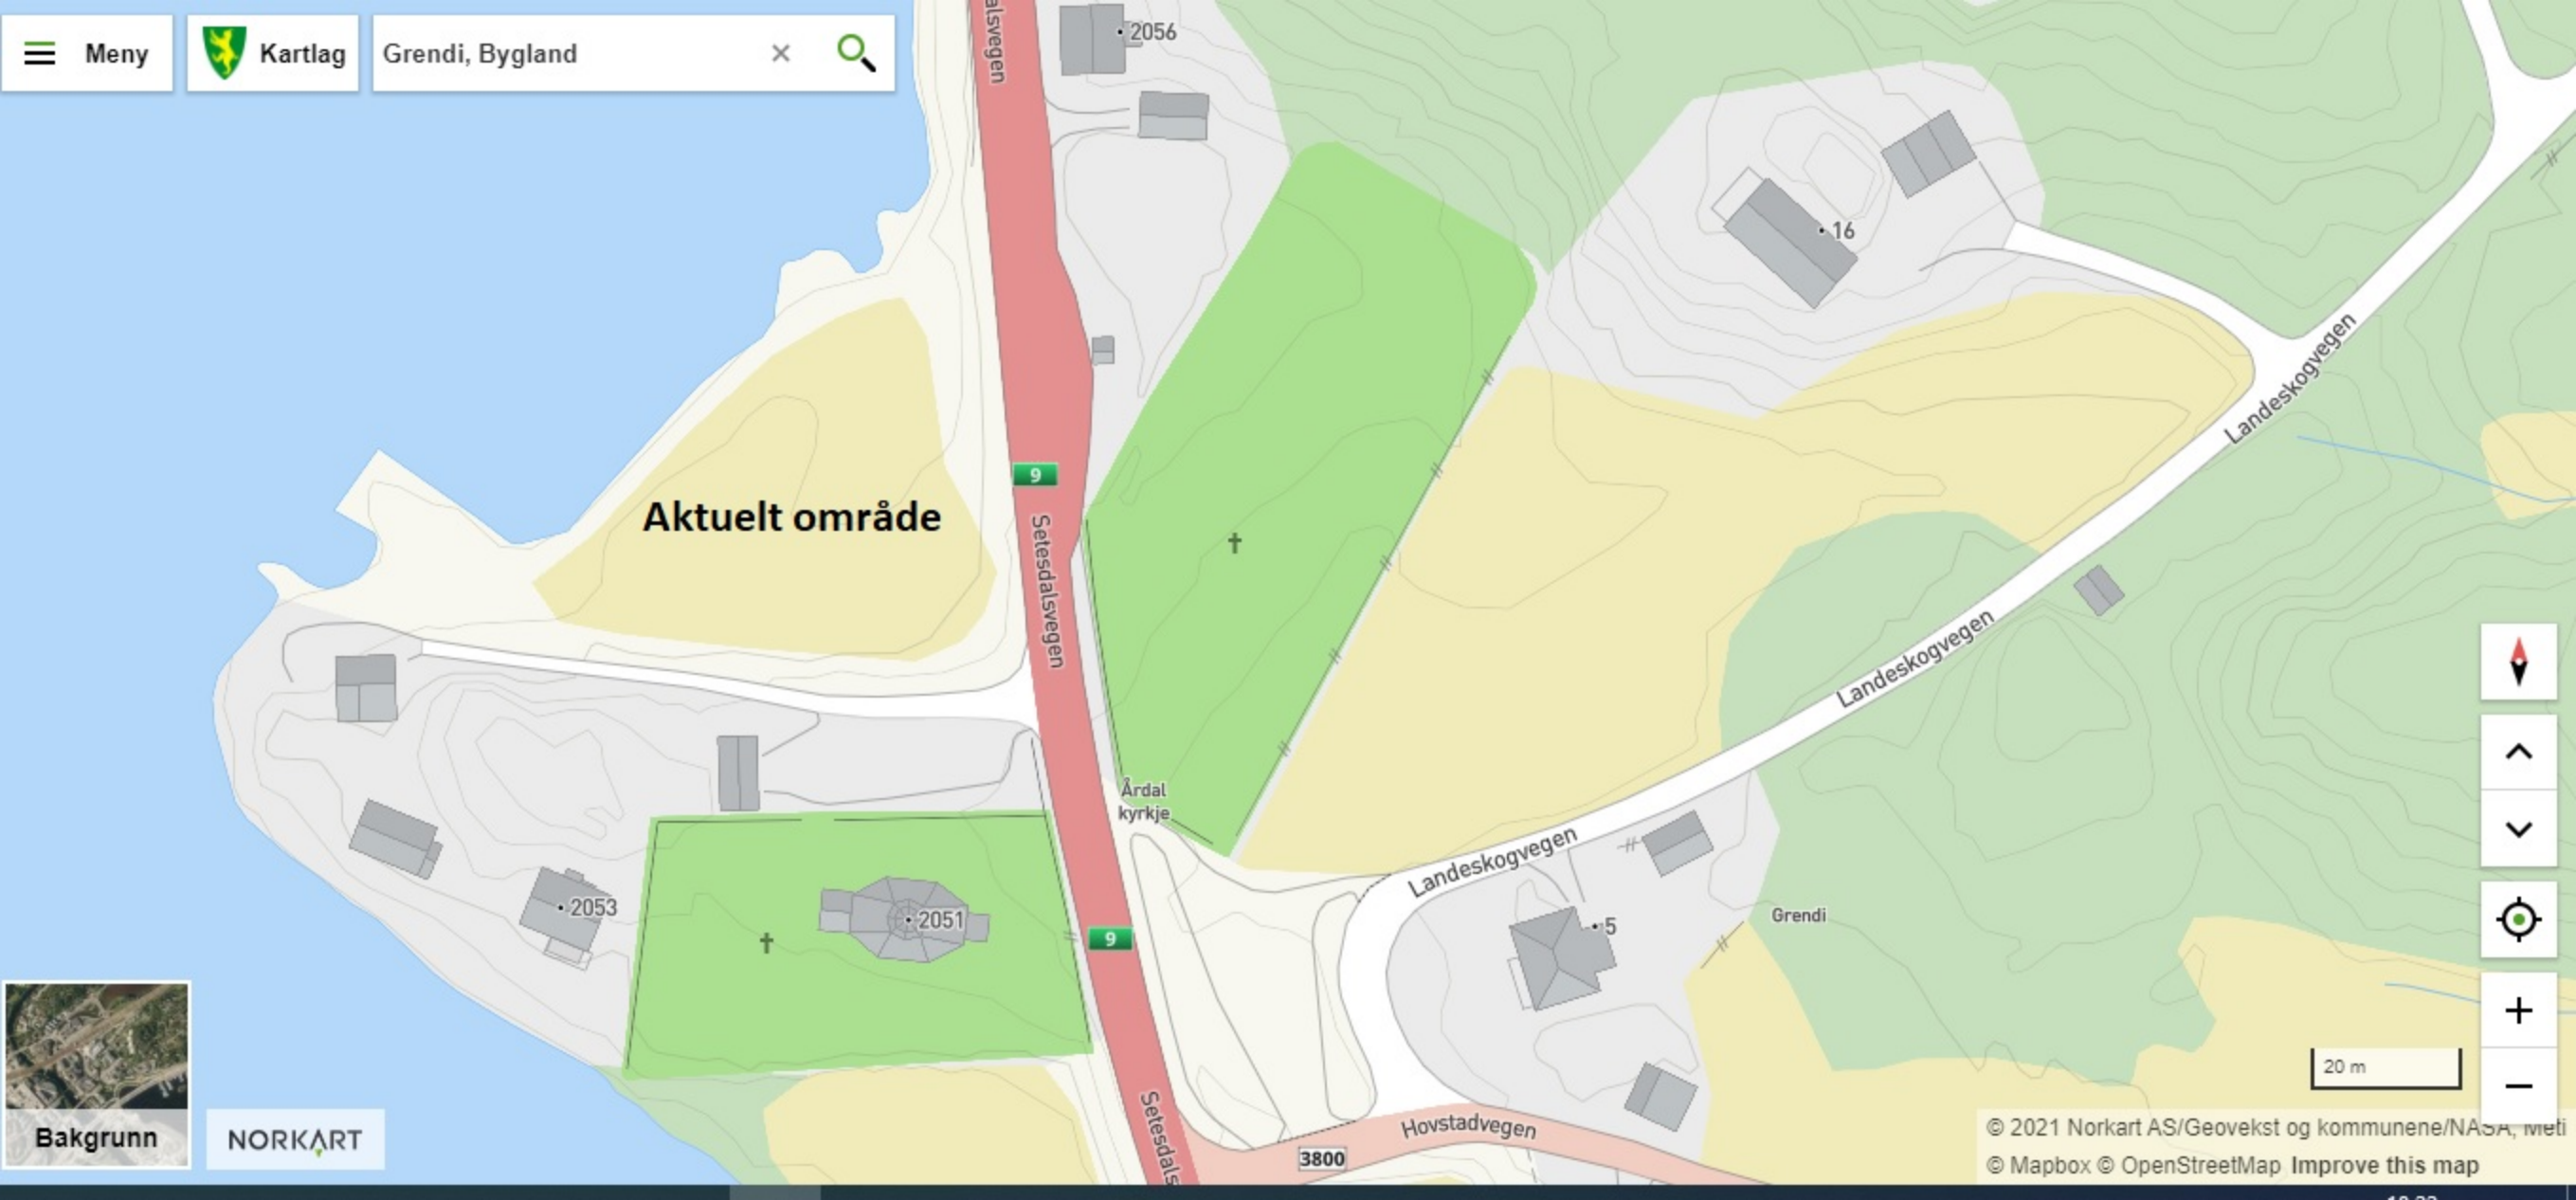 Meny
Kartlag
Grendi, Bygland
alsvegen
2056
16
Landeskogvegen
9
Aktuelt område
Setesdalsvegen
Landeskogvegen
Årdal
kyrkje
Landeskogvegen
2053
2051
5
Grendi
9
20 m
Setesdals
Hovstadvegen
3800
Bakgrunn
NORKART
© 2021 Norkart AS/Geovekst og kommunene/NASA, Meti
© Mapbox © OpenStreetMap Improve this map